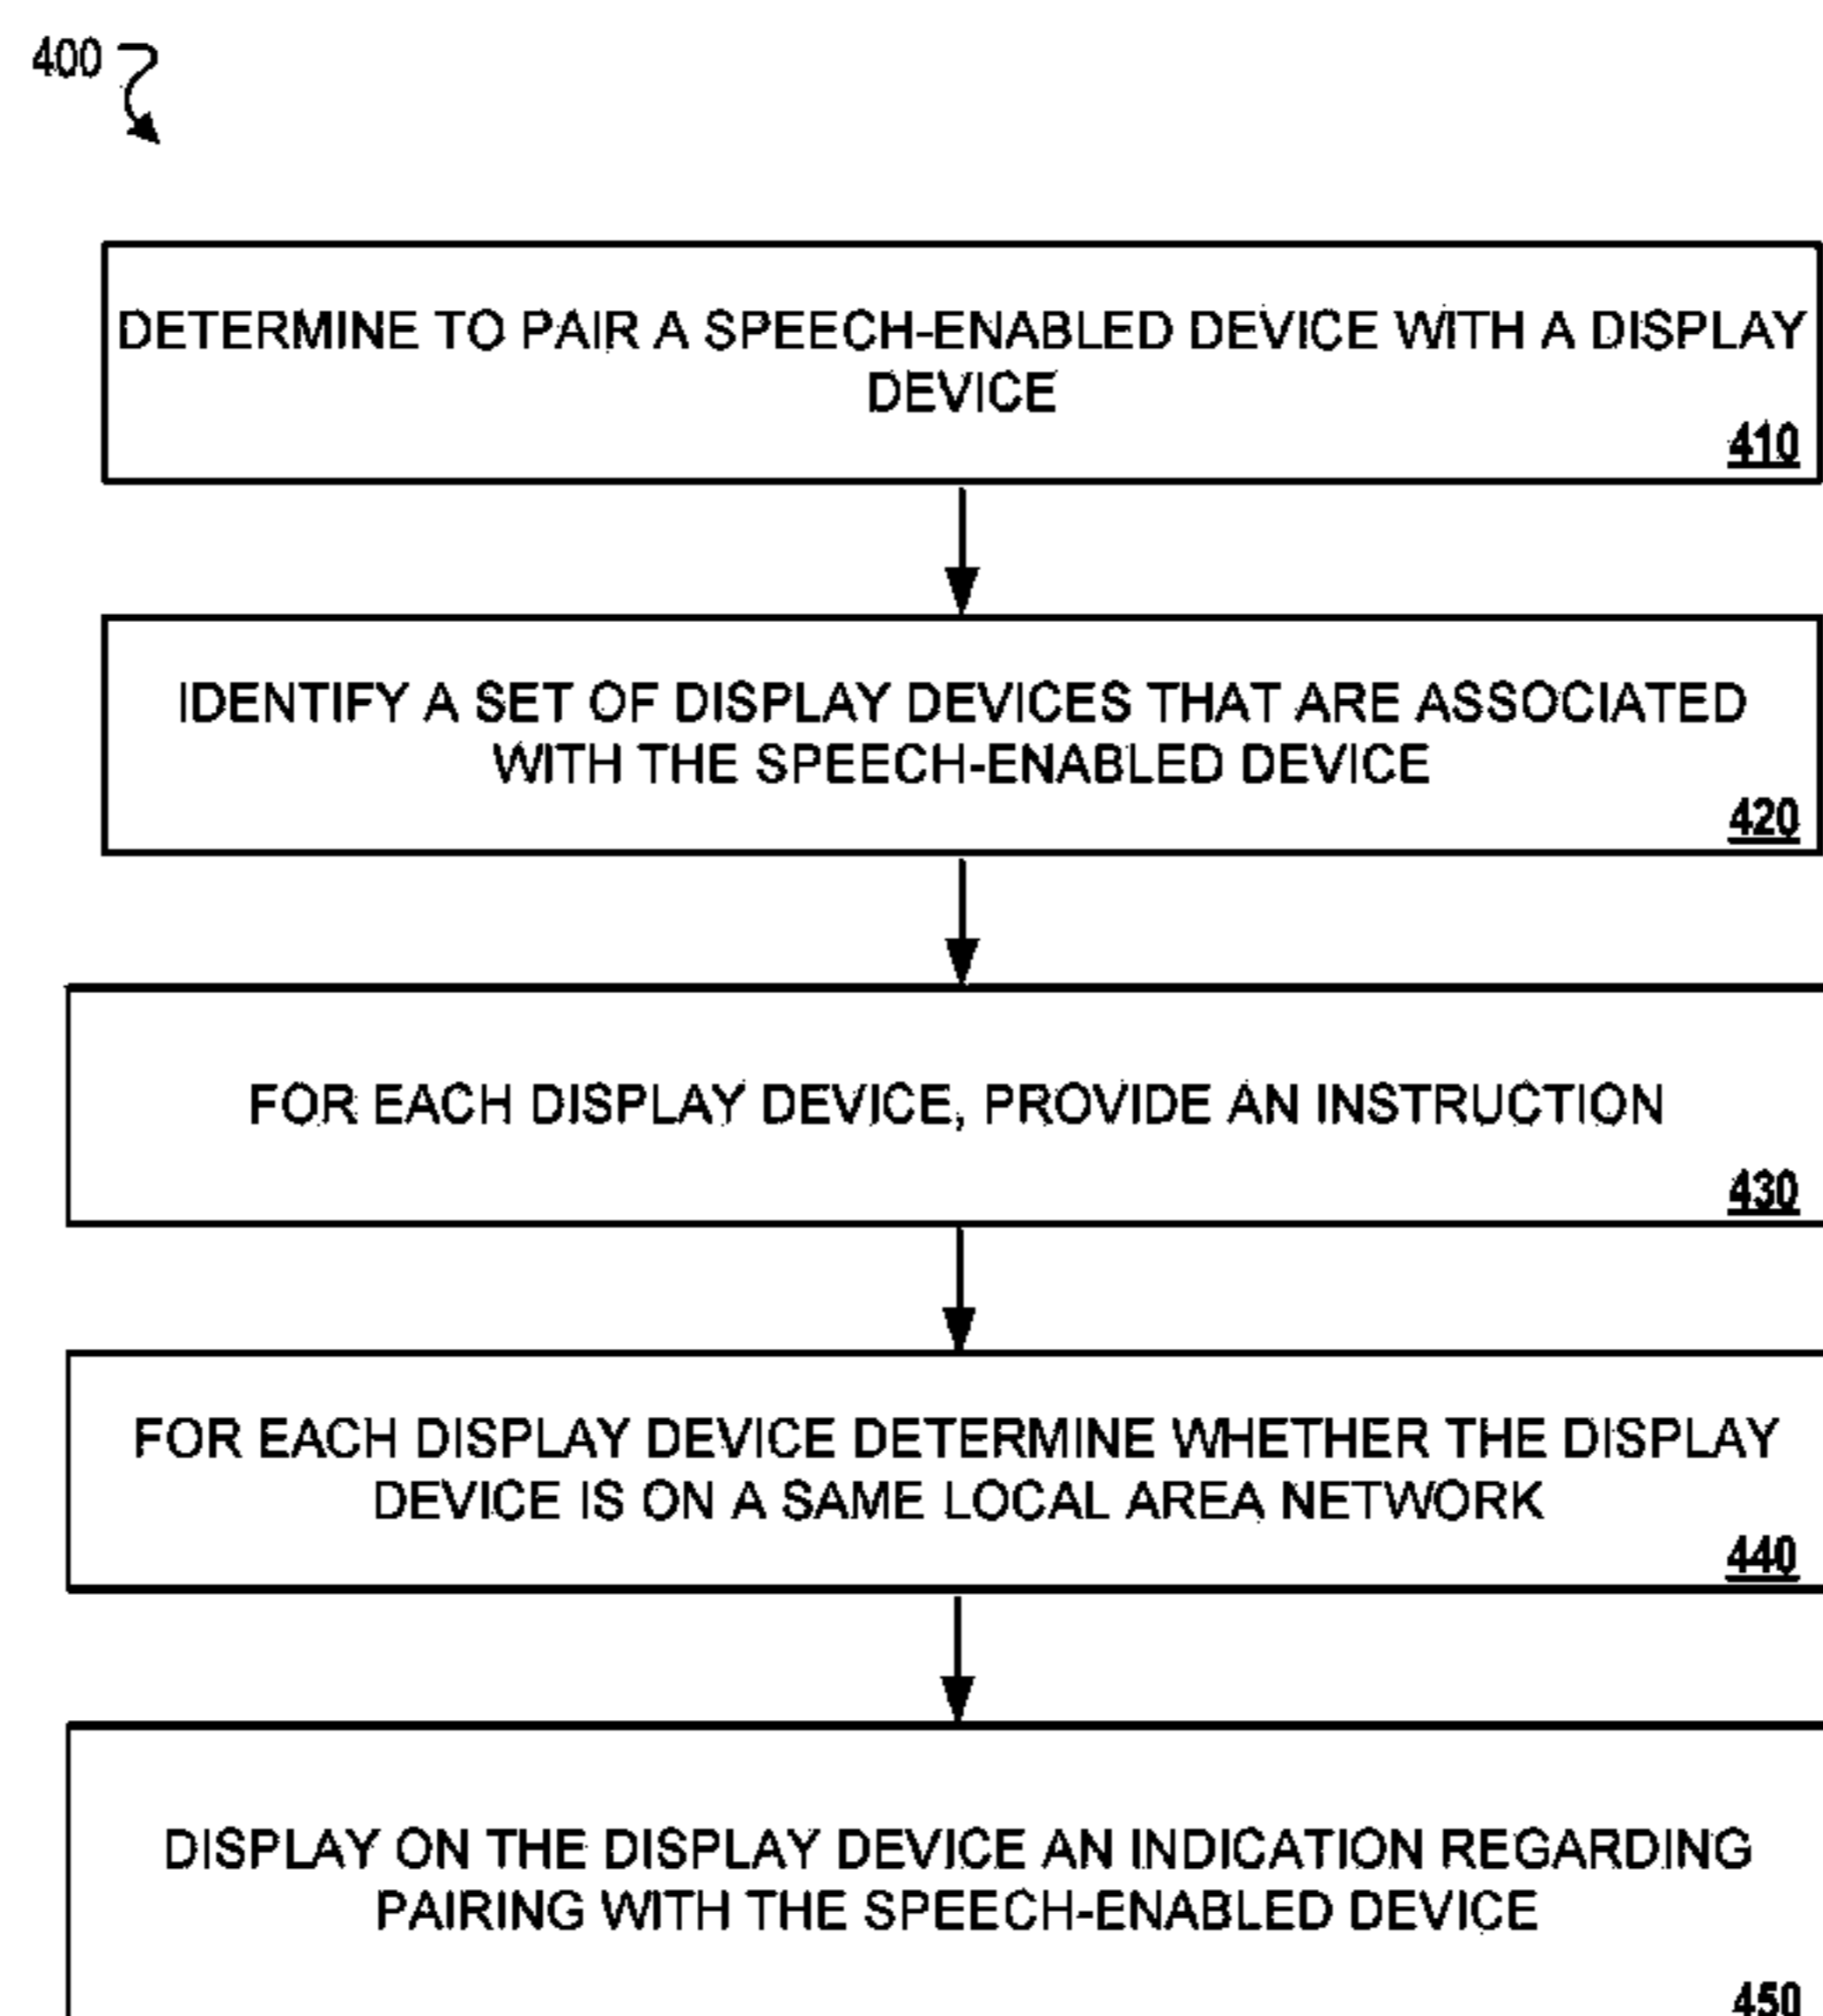 400
DETERMINE TO PAIR A SPEECH-ENABLED DEVICE WITH A DISPLAY
DEVICE
410
IDENTIFY A SET OF DISPLAY DEVICES THAT ARE ASSOCIATED
WITH THE SPEECH-ENABLED DEVICE
420
FOR EACH DISPLAY DEVICE, PROVIDE AN INSTRUCTION
430
FOR EACH DISPLAY DEVICE DETERMINE WHETHER THE DISPLAY
DEVICE IS ON A SAME LOCAL AREA NETWORK
440
DISPLAY ON THE DISPLAY DEVICE AN INDICATION REGARDING
PAIRING WITH THE SPEECH-ENABLED DEVICE
450